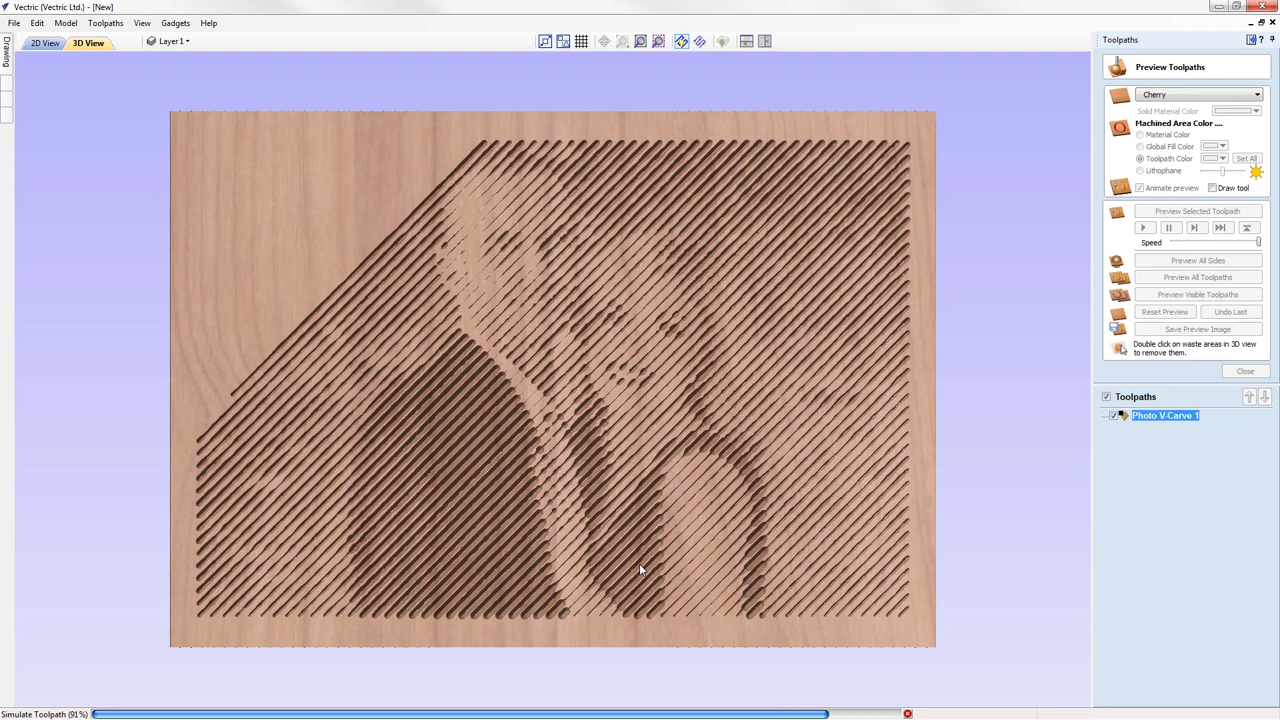 Vectric (Vectric Ltd.) - [New]
File Edit Model Toolpaths View Gadgets Help
2D View 3D View Layer 1
Drawing
Toolpaths
Preview Toolpaths
Cherry
Solid Material Color
Machined Area Color ....
Material Color
Global Fill Color
Toolpath Color Set All
Lithophane
Animate preview Draw tool
Preview Selected Toolpath
Speed
Preview All Sides
Preview All Toolpaths
Preview Visible Toolpaths
Reset Preview Undo Last
Save Preview Image
Double click on waste areas in 3D view
to remove them.
Close
Toolpaths
Photo V-Carve 1
Simulate Toolpath (91%)